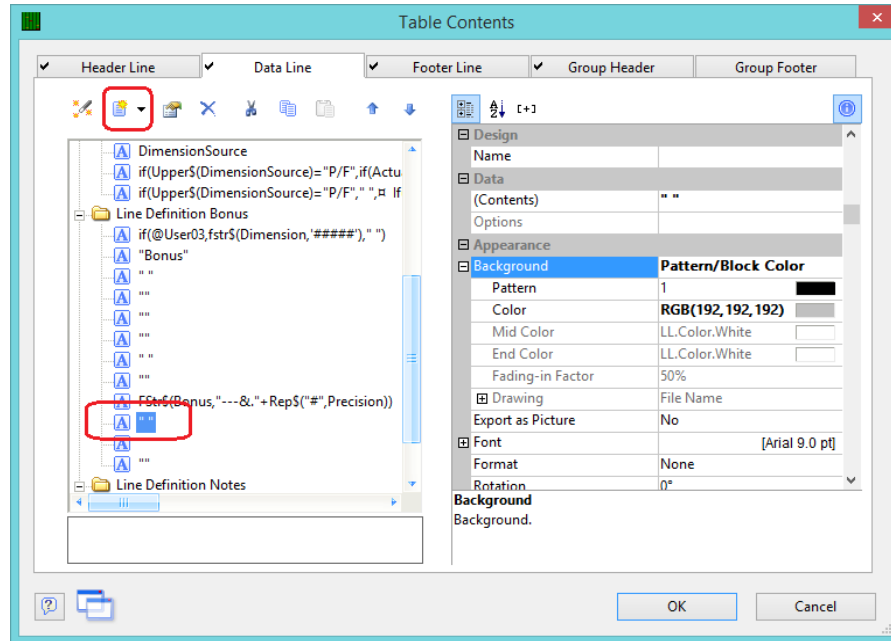 Table Contents
Header Line
Data Line
Footer Line
Group Header
Group Footer
DimensionSource
if(Upper$(DimensionSource)="P/F",if(Actu
if(Upper$(DimensionSource)="P/F"," ",¤ If
Line Definition Bonus
if(@User03,fstr$(Dimension,'#####')," ")
"Bonus"
" "
""
""
""
" "
""
FStr$(Bonus,"---&."+Rep$("#",Precision))
" "
""
Line Definition Notes
Design
Name
Data
(Contents) " "
Options
Appearance
Background Pattern/Block Color
Pattern 1
Color RGB(192,192,192)
Mid Color LL.Color.White
End Color LL.Color.White
Fading-in Factor 50%
Drawing File Name
Export as Picture No
Font [Arial 9.0 pt]
Format None
Rotation 0°
Background
Background.
OK
Cancel